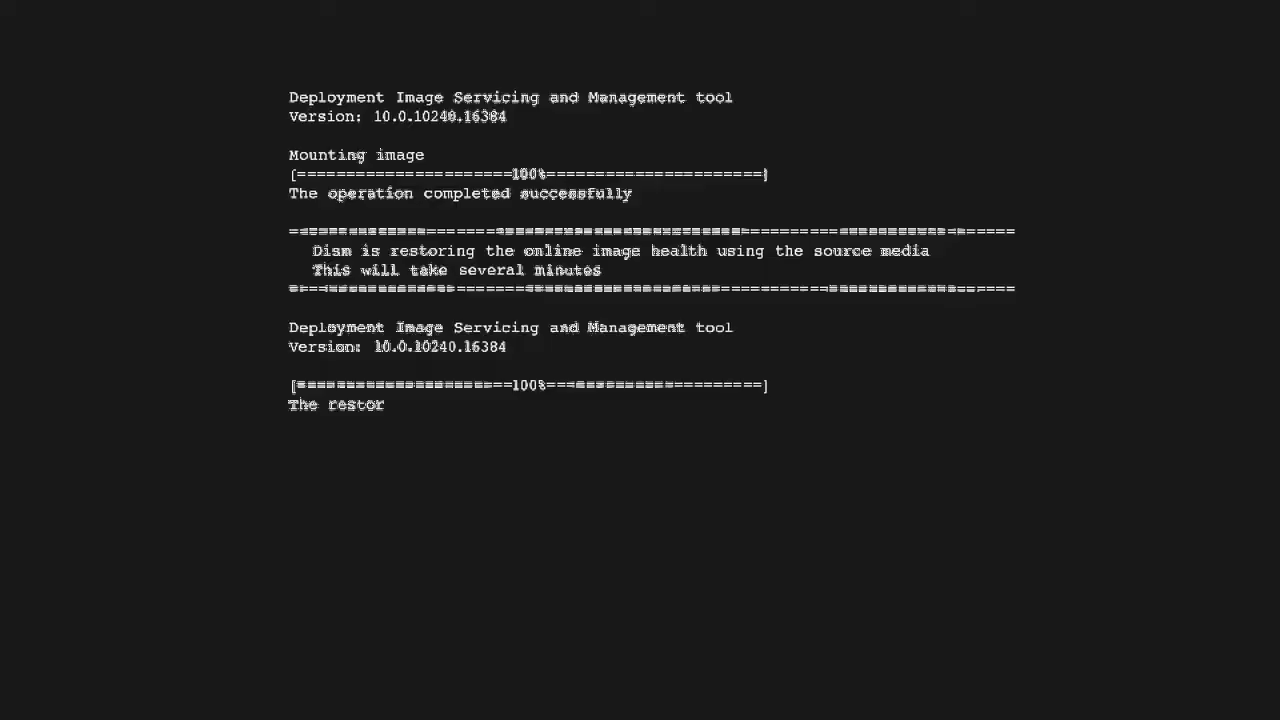 Deployment Image Servicing and Management tool
Version: 10.0.10240.16384
Mounting image
[======================100%======================]
The operation completed successfully
===========================================================================
Dism is restoring the online image health using the source media
This will take several minutes
===========================================================================
Deployment Image Servicing and Management tool
Version: 10.0.10240.16384
[======================100%======================]
The restor